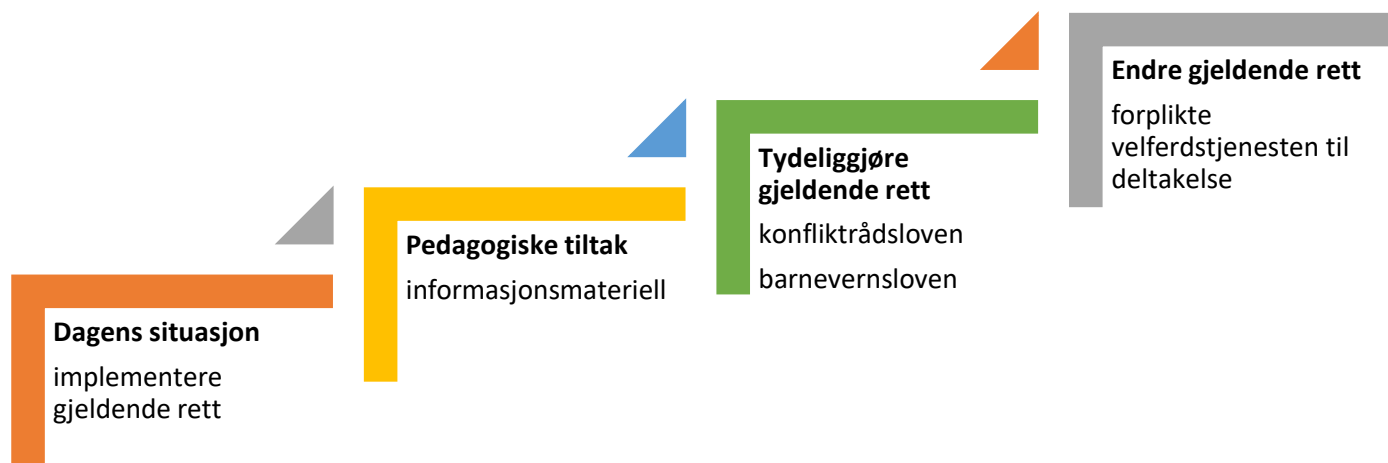 Dagens situasjon
implementere
gjeldende rett
Pedagogiske tiltak
informasjonsmateriell
Tydeliggjøre
gjeldende rett
konfliktrådsloven
barnevernsloven
Endre gjeldende rett
forplikte
velferdstjenesten til
deltakelse